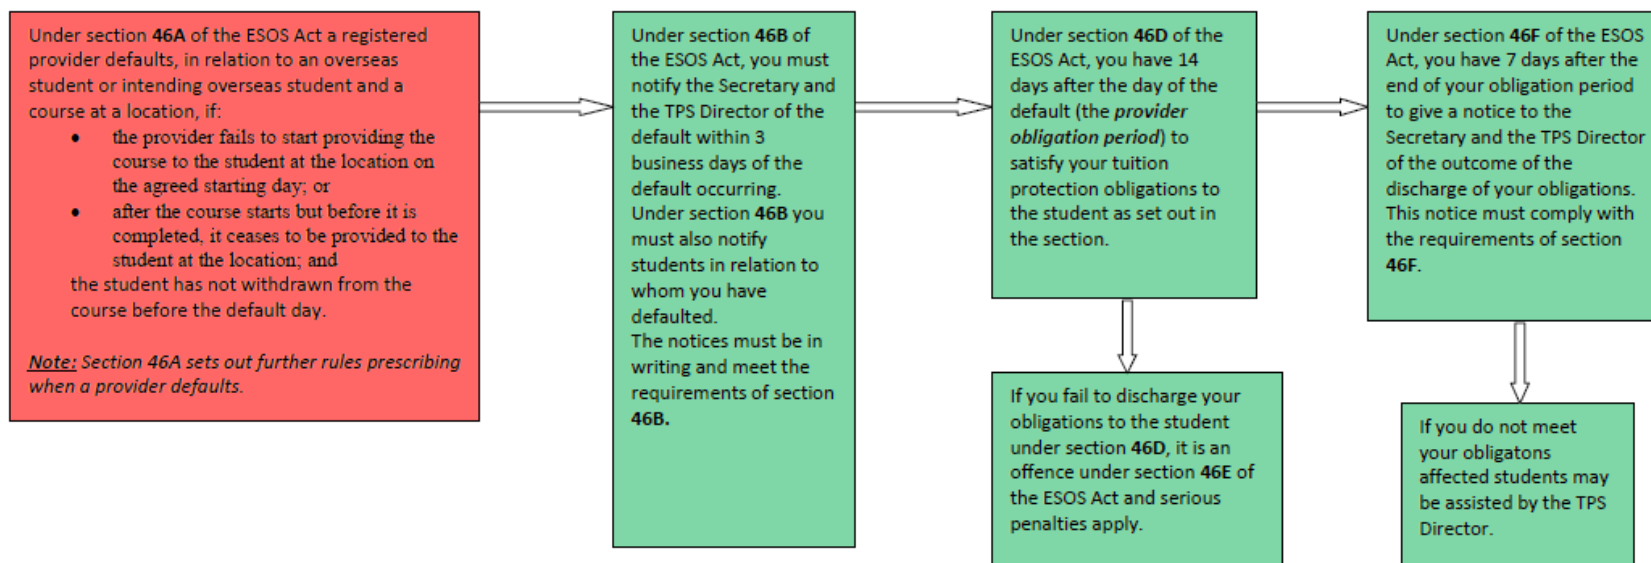 Under section 46A of the ESOS Act a registered
provider defaults, in relation to an overseas
student or intending overseas student and a
course at a location, if:
• the provider fails to start providing the
course to the student at the location on
the agreed starting day; or
• after the course starts but before it is
completed, it ceases to be provided to the
student at the location; and
the student has not withdrawn from the
course before the default day.
Note: Section 46A sets out further rules prescribing
when a provider defaults.
Under section 46B of
the ESOS Act, you must
notify the Secretary and
the TPS Director of the
default within 3
business days of the
default occurring.
Under section 46B you
must also notify
students in relation to
whom you have
defaulted.
The notices must be in
writing and meet the
requirements of section
46B.
Under section 46D of the
ESOS Act, you have 14
days after the day of the
default (the provider
obligation period) to
satisfy your tuition
protection obligations to
the student as set out in
the section.
If you fail to discharge your
obligations to the student
under section 46D, it is an
offence under section 46E of
the ESOS Act and serious
penalties apply.
Under section 46F of the ESOS
Act, you have 7 days after the
end of your obligation period
to give a notice to the
Secretary and the TPS Director
of the outcome of the
discharge of your obligations.
This notice must comply with
the requirements of section
46F.
If you do not meet
your obligatons
affected students may
be assisted by the TPS
Director.